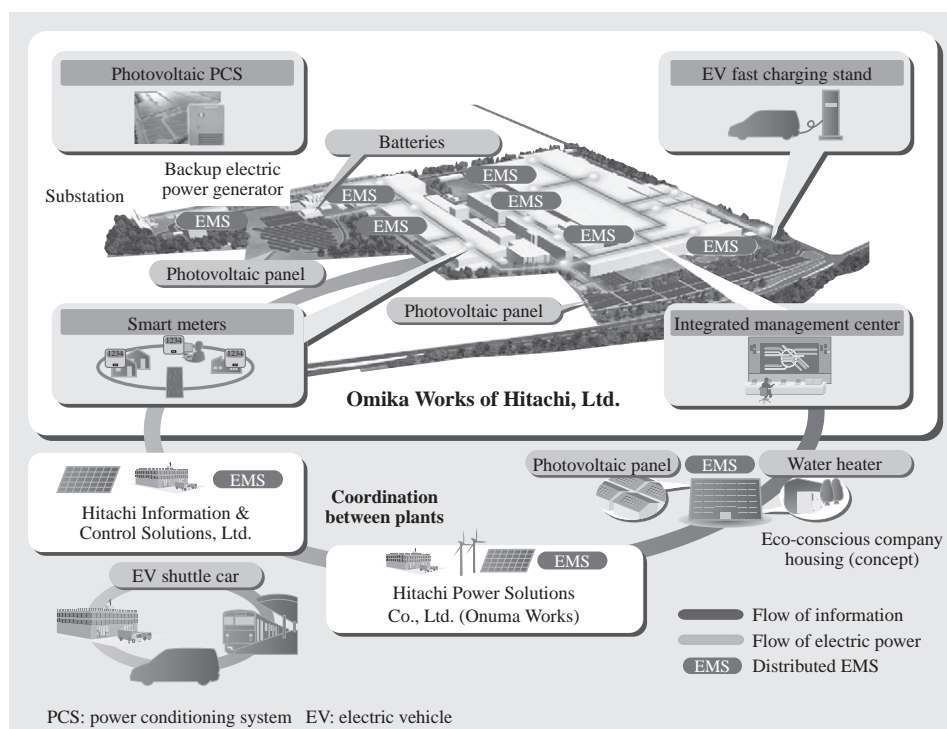 Photovoltaic PCS
EV fast charging stand
Batteries
Backup electric
power generator
Substation
EMS
EMS
EMS
EMS
EMS
EMS
EMS
Photovoltaic panel
Photovoltaic panel
Smart meters
1234
1234
1234
Integrated management center
Omika Works of Hitachi, Ltd.
EMS
Hitachi Information &
Control Solutions, Ltd.
Coordination
between plants
Photovoltaic panel
EMS
Water heater
Eco-conscious company
housing (concept)
EMS
Hitachi Power Solutions
Co., Ltd. (Onuma Works)
EV shuttle car
Flow of information
Flow of electric power
EMS
Distributed EMS
PCS: power conditioning system EV: electric vehicle